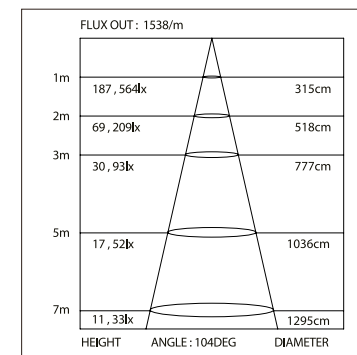 FLUX OUT : 1538/m
1m
187 , 564lx 315cm
2m
69 , 209lx 518cm
3m
30 , 93lx 777cm
5m
17 , 52lx 1036cm
7m
11 , 33lx 1295cm
HEIGHT ANGLE : 104DEG DIAMETER